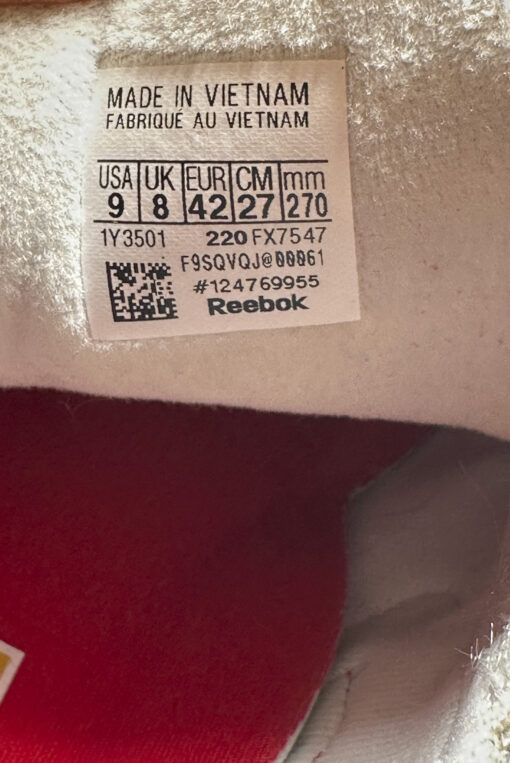 MADE IN VIETNAM
FABRIQUÉ AU VIETNAM
USA UK EUR CM mm
9 8 42 27 270
1Y3501 220 FX7547
F9SQVQJ@00061
#124769955
Reebok